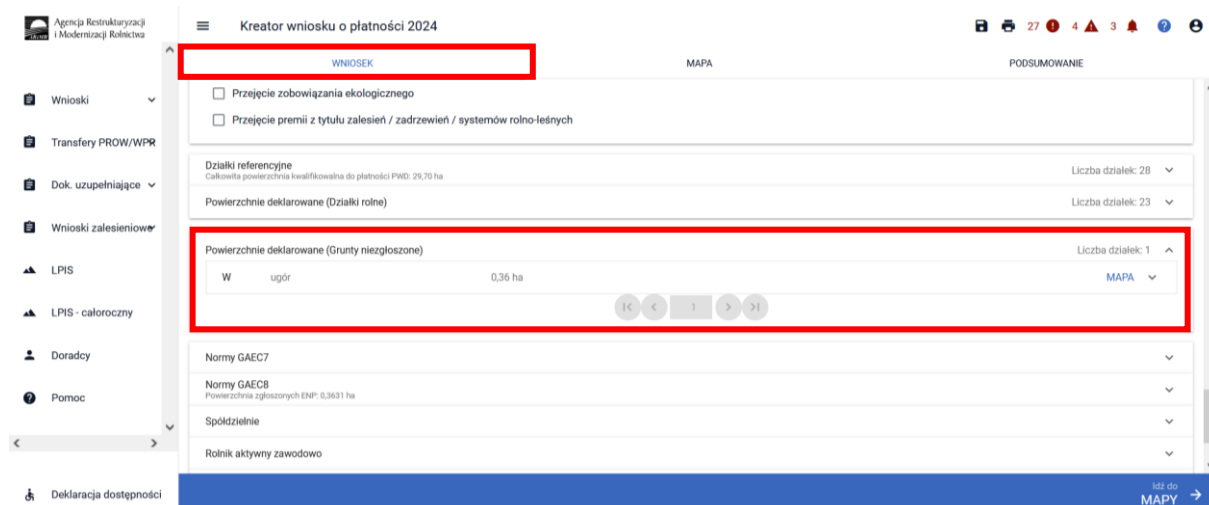 Agencja Restrukturyzacji
i Modernizacji Rolnictwa
Kreator wniosku o płatności 2024
27 4 3
WNIOSEK MAPA PODSUMOWANIE
Przejęcie zobowiązania ekologicznego
Przejęcie premii z tytułu zalesień / zadrzewień / systemów rolno-leśnych
Wnioski
Transfery PROW/WPR
Dok. uzupełniające
Wnioski zalesieniowe
LPIS
LPIS - całoroczny
Doradcy
Pomoc
Deklaracja dostępności
Działki referencyjne Liczba działek: 28
Całkowita powierzchnia kwalifikowalna do płatności PWD: 29,70 ha
Powierzchnie deklarowane (Działki rolne) Liczba działek: 23
Powierzchnie deklarowane (Grunty niezgłoszone) Liczba działek: 1
W ugór 0,36 ha MAPA
1
Normy GAEC7
Normy GAEC8
Powierzchnia zgłoszonych ENP: 0,3631 ha
Spółdzielnie
Rolnik aktywny zawodowo
Idź do
MAPY